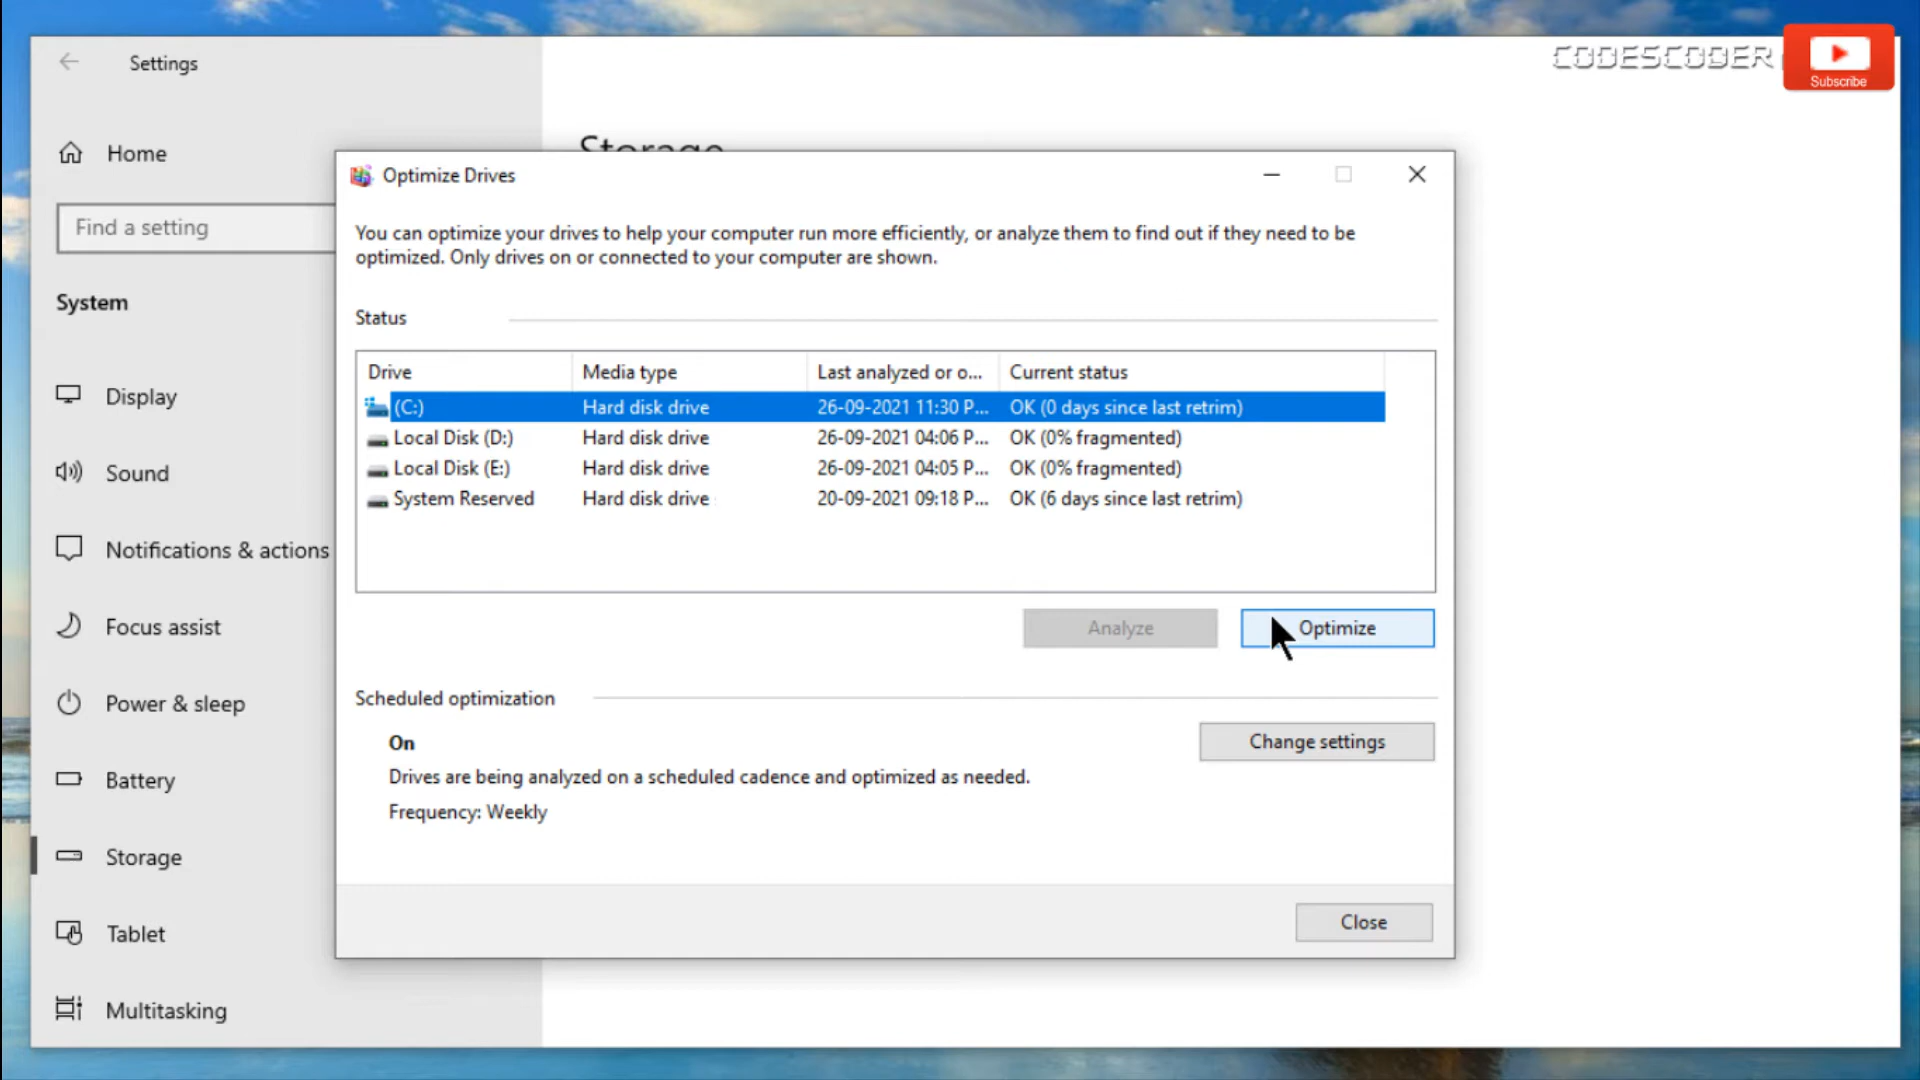 Settings
CODESCODER
Subscribe
Home
Storage
Find a setting
System
Display
Sound
Notifications & actions
Focus assist
Power & sleep
Battery
Storage
Tablet
Multitasking
Optimize Drives
You can optimize your drives to help your computer run more efficiently, or analyze them to find out if they need to be
optimized. Only drives on or connected to your computer are shown.
Status
Drive Media type Last analyzed or o... Current status
(C:) Hard disk drive 26-09-2021 11:30 P... OK (0 days since last retrim)
Local Disk (D:) Hard disk drive 26-09-2021 04:06 P... OK (0% fragmented)
Local Disk (E:) Hard disk drive 26-09-2021 04:05 P... OK (0% fragmented)
System Reserved Hard disk drive 20-09-2021 09:18 P... OK (6 days since last retrim)
Analyze Optimize
Scheduled optimization
On
Change settings
Drives are being analyzed on a scheduled cadence and optimized as needed.
Frequency: Weekly
Close